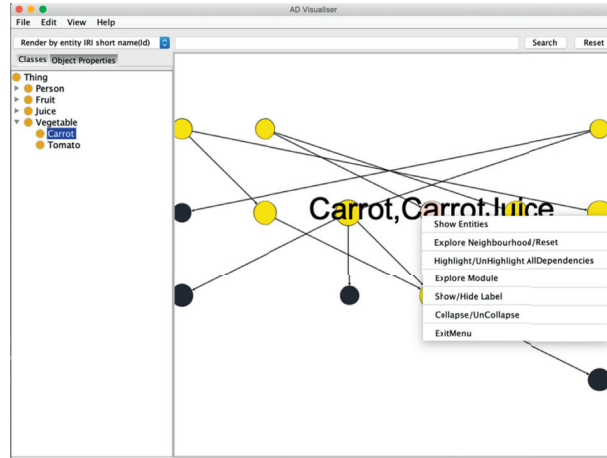 AD Visualiser
File Edit View Help
Render by entity IRI short name(Id) Search Reset
Classes Object Properties
Thing
Person
Fruit
Juice
Vegetable
Carrot
Tomato
Carrot,CarrotJuice
Show Entities
Explore Neighbourhood/Reset
Highlight/UnHighlight AllDependencies
Explore Module
Show/Hide Label
Collapse/UnCollapse
ExitMenu